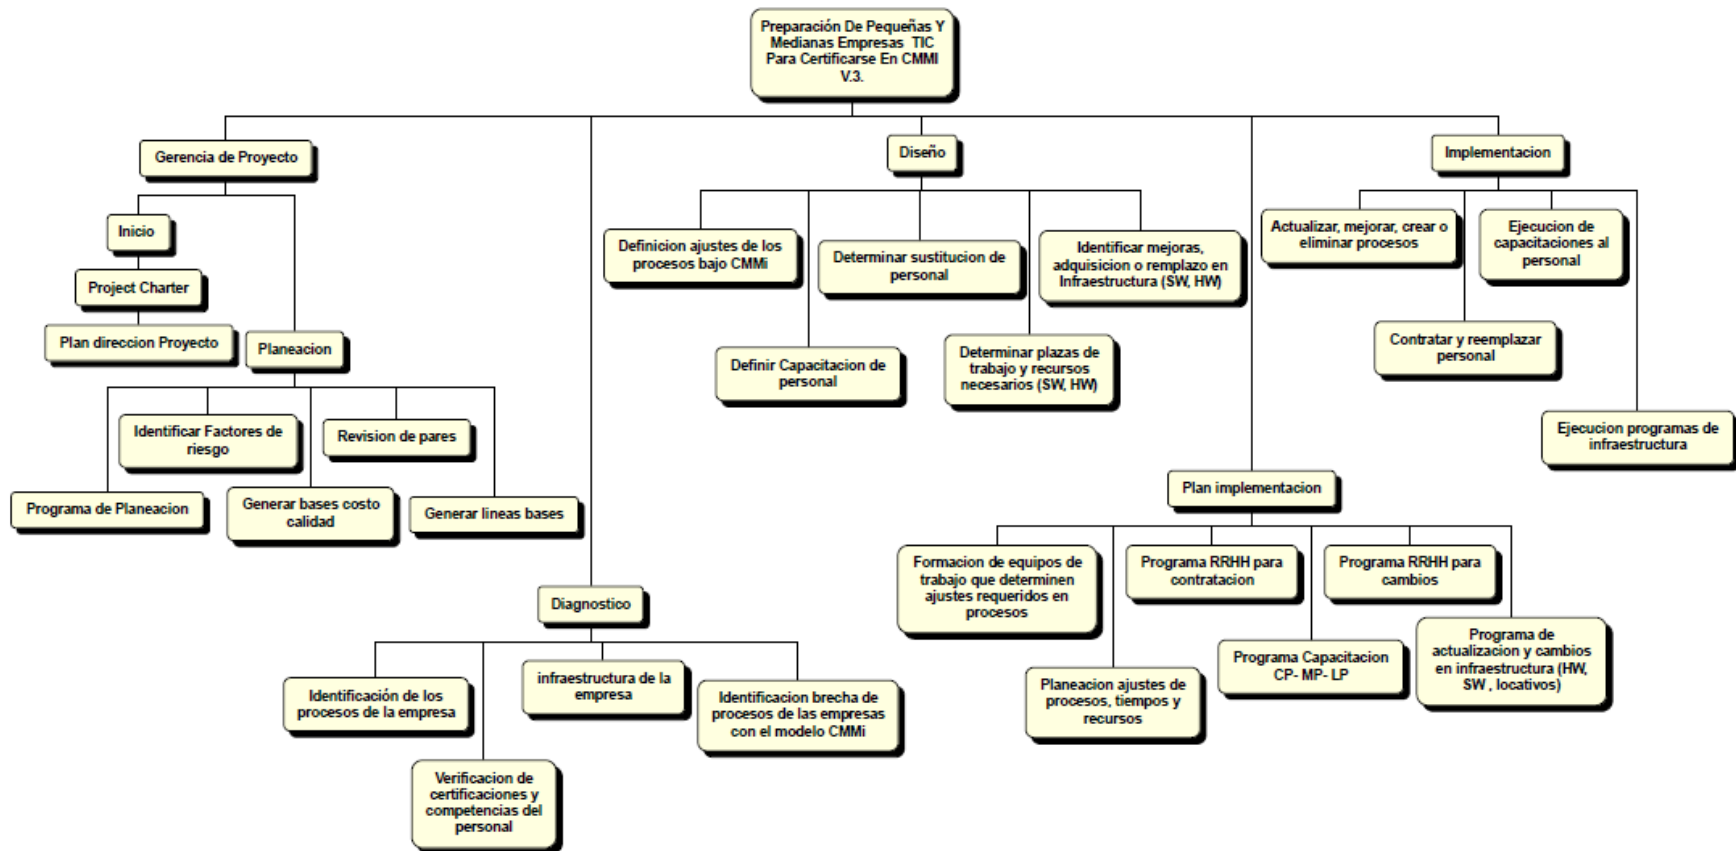 Preparación De Pequeñas Y
Medianas Empresas TIC
Para Certificarse En CMMI
V.3.
Gerencia de Proyecto
Diseño
Implementacion
Inicio
Project Charter
Plan direccion Proyecto
Planeacion
Definicion ajustes de los
procesos bajo CMMi
Determinar sustitucion de
personal
Identificar mejoras,
adquisicion o remplazo en
Infraestructura (SW, HW)
Definir Capacitacion de
personal
Determinar plazas de
trabajo y recursos
necesarios (SW, HW)
Actualizar, mejorar, crear o
eliminar procesos
Ejecucion de
capacitaciones al
personal
Contratar y reemplazar
personal
Ejecucion programas de
infraestructura
Identificar Factores de
riesgo
Revision de pares
Programa de Planeacion
Generar bases costo
calidad
Generar lineas bases
Plan implementacion
Formacion de equipos de
trabajo que determinen
ajustes requeridos en
procesos
Programa RRHH para
contratacion
Programa RRHH para
cambios
Planeacion ajustes de
procesos, tiempos y
recursos
Programa Capacitacion
CP- MP- LP
Programa de
actualizacion y cambios
en infraestructura (HW,
SW , locativos)
Diagnostico
Identificación de los
procesos de la empresa
infraestructura de la
empresa
Identificacion brecha de
procesos de las empresas
con el modelo CMMi
Verificacion de
certificaciones y
competencias del
personal